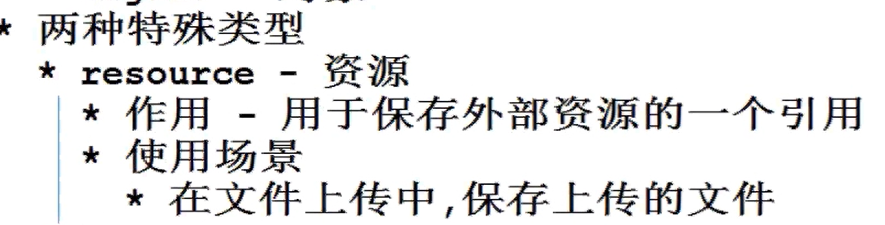 * 两种特殊类型
* resource - 资源
* 作用 - 用于保存外部资源的一个引用
* 使用场景
* 在文件上传中,保存上传的文件